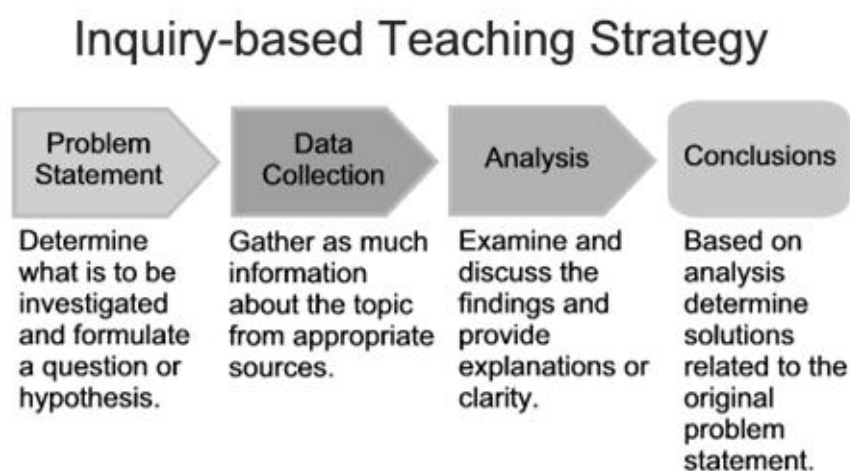 Inquiry-based Teaching Strategy
Problem
Statement
Data
Collection
Analysis
Conclusions
Determine
what is to be
investigated
and formulate
a question or
hypothesis.
Gather as much
information
about the topic
from appropriate
sources.
Examine and
discuss the
findings and
provide
explanations or
clarity.
Based on
analysis
determine
solutions
related to the
original
problem
statement.